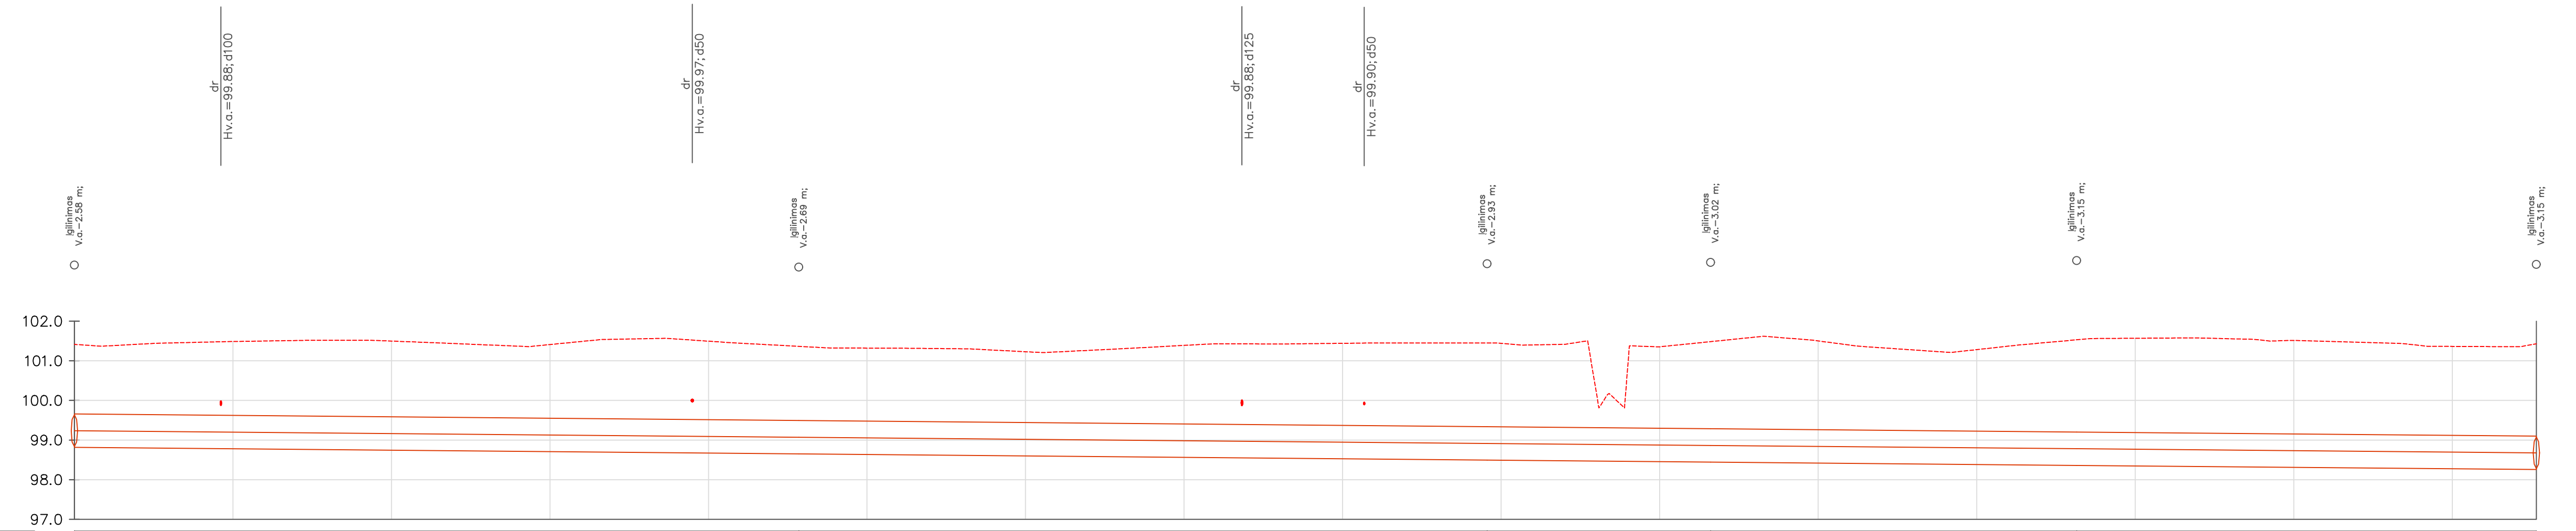 dr
Hv.a.=99.88; d100
dr
Hv.a.=99.97; d50
dr
Hv.a.=99.88; d125
dr
Hv.a.=99.90; d50
Įgilinimas
v.a.-2.58 m;
Įgilinimas
v.a.-2.69 m;
Įgilinimas
v.a.-2.93 m;
Įgilinimas
v.a.-3.02 m;
Įgilinimas
v.a.-3.15 m;
Įgilinimas
v.a.-3.15 m;
102.0
101.0
100.0
99.0
98.0
97.0